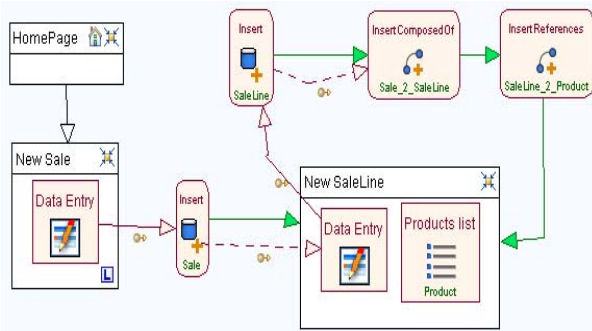 HomePage
New Sale
Data Entry
L
Insert
Sale
Insert
SaleLine
InsertComposedOf
Sale_2_SaleLine
InsertReferences
SaleLine_2_Product
New SaleLine
Data Entry
Products list
Product